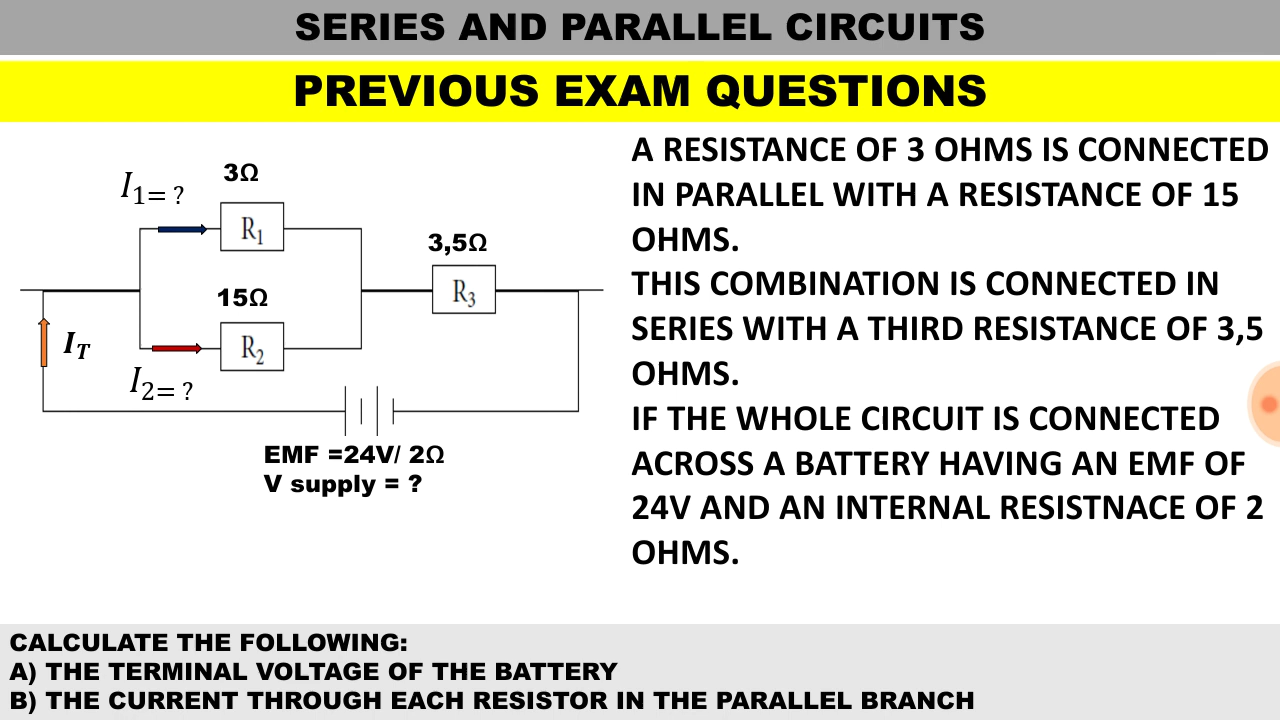 SERIES AND PARALLEL CIRCUITS
PREVIOUS EXAM QUESTIONS
3Ω
I1= ?
R1
15Ω
R2
I2= ?
IT
3,5Ω
R3
EMF =24V/ 2Ω
V supply = ?
A RESISTANCE OF 3 OHMS IS CONNECTED
IN PARALLEL WITH A RESISTANCE OF 15
OHMS.
THIS COMBINATION IS CONNECTED IN
SERIES WITH A THIRD RESISTANCE OF 3,5
OHMS.
IF THE WHOLE CIRCUIT IS CONNECTED
ACROSS A BATTERY HAVING AN EMF OF
24V AND AN INTERNAL RESISTNACE OF 2
OHMS.
CALCULATE THE FOLLOWING:
A) THE TERMINAL VOLTAGE OF THE BATTERY
B) THE CURRENT THROUGH EACH RESISTOR IN THE PARALLEL BRANCH